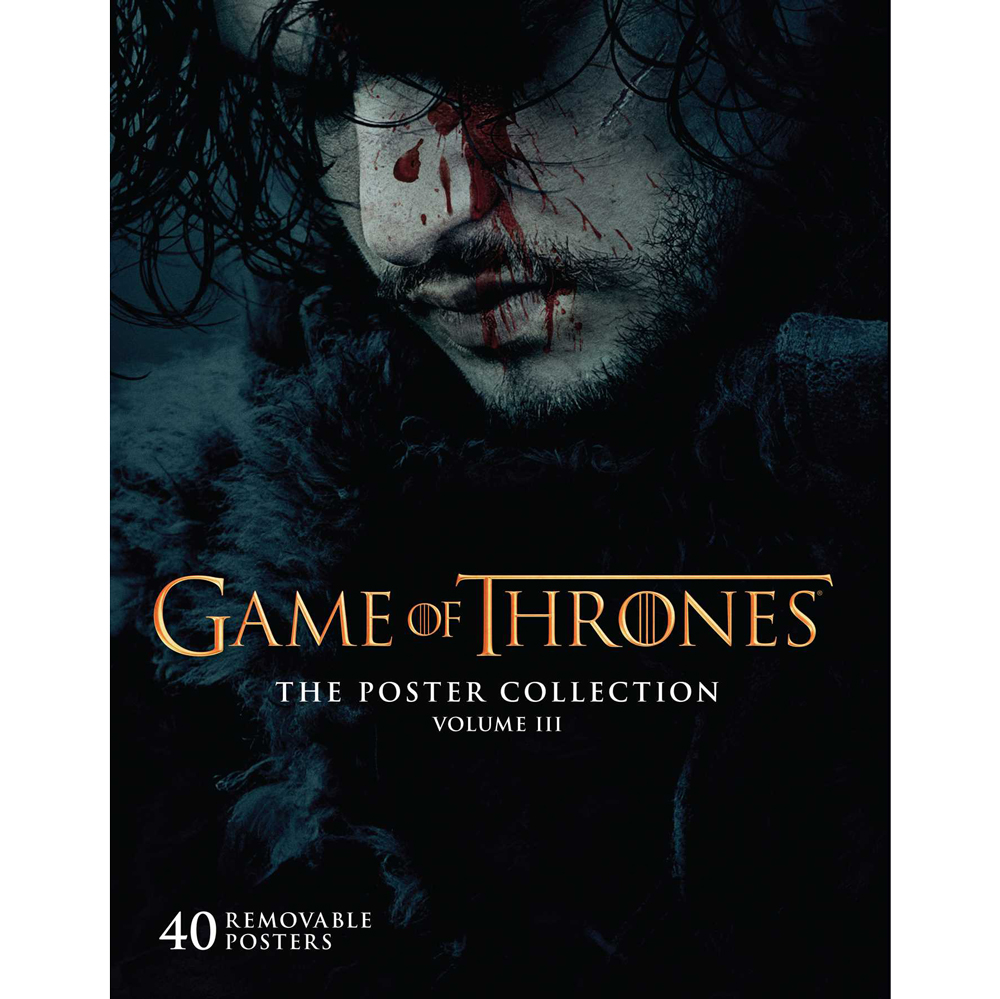 GAME OF THRONES®
THE POSTER COLLECTION
VOLUME III
40 REMOVABLE
POSTERS